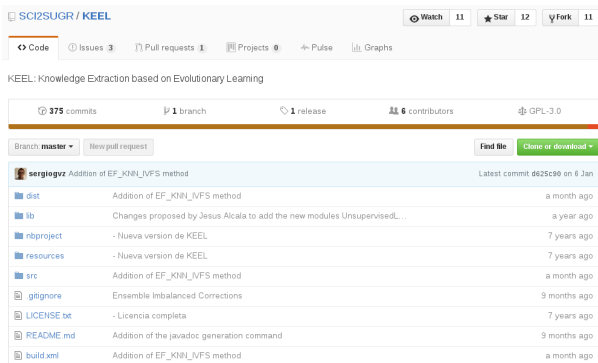 SCI2SUGR / KEEL
Watch 11 Star 12 Fork 11
Code Issues 3 Pull requests 1 Projects 0 Pulse Graphs
KEEL: Knowledge Extraction based on Evolutionary Learning
375 commits 1 branch 1 release 6 contributors GPL-3.0
Branch: master New pull request Find file Clone or download
sergiogvz Addition of EF_KNN_IVFS method Latest commit d625c90 on 6 Jan
dist Addition of EF_KNN_IVFS method a month ago
lib Changes proposed by Jesus Alcala to add the new modules UnsupervisedL... a year ago
nbproject - Nueva version de KEEL 7 years ago
resources - Nueva version de KEEL 7 years ago
src Addition of EF_KNN_IVFS method a month ago
.gitignore Ensemble Imbalanced Corrections 9 months ago
LICENSE.txt - Licencia completa 7 years ago
README.md Addition of the javadoc generation command 9 months ago
build.xml Addition of EF_KNN_IVFS method a month ago